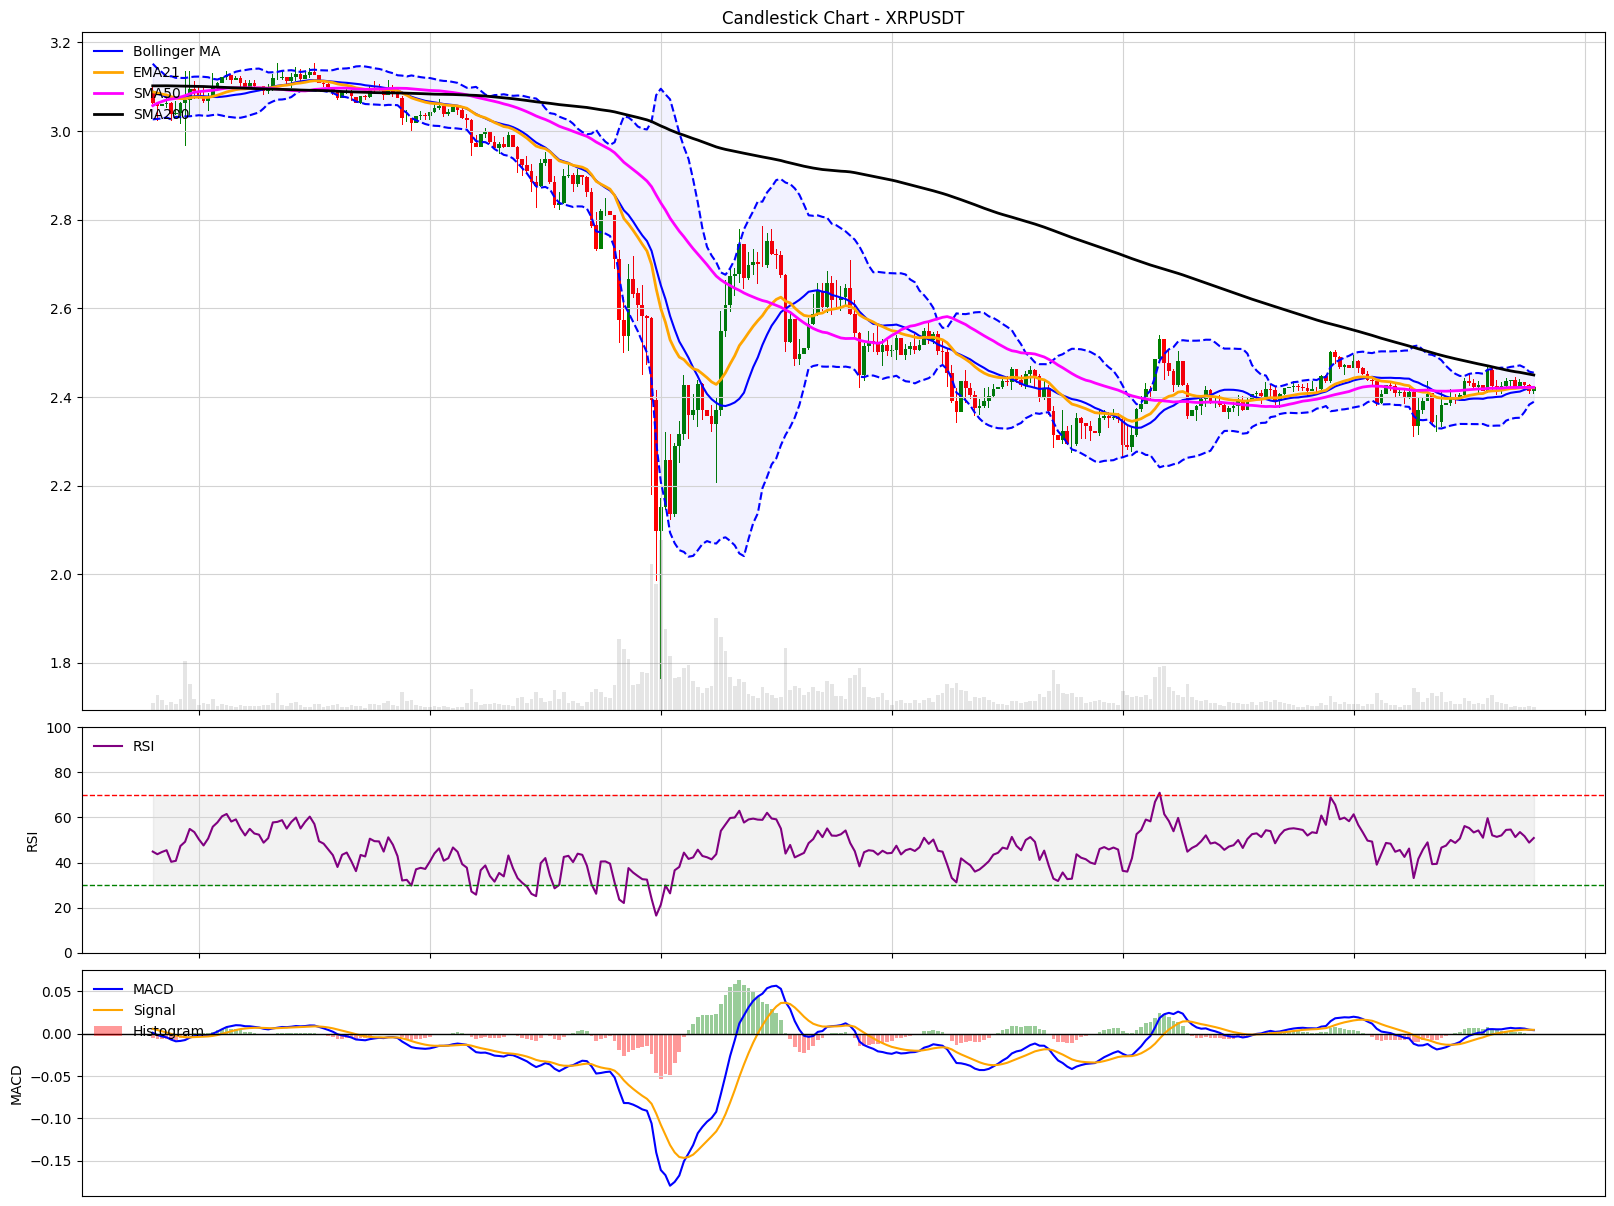 Candlestick Chart - XRPUSDT
3.2
3.0
2.8
2.6
2.4
2.2
2.0
1.8
Bollinger MA
EMA21
SMA50
SMA200
100
80
60
40
20
0
RSI
RSI
0.05
0.00
−0.05
−0.10
−0.15
MACD
MACD
Signal
Histogram